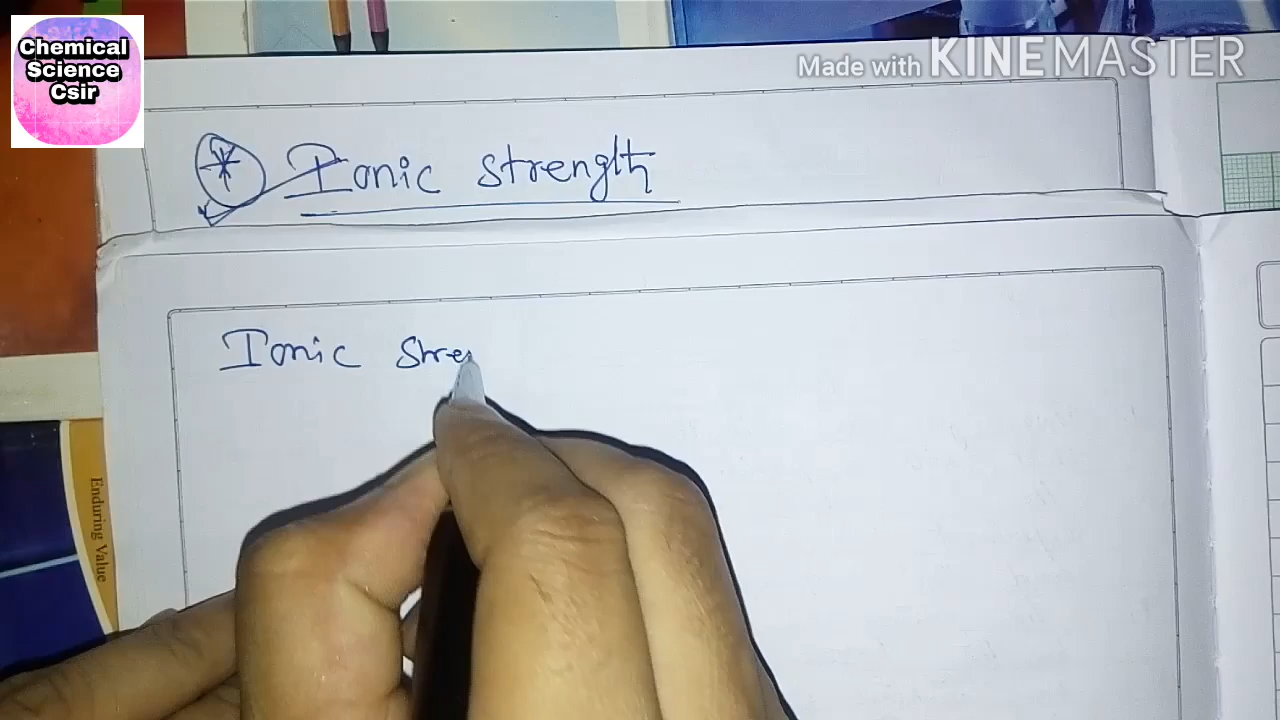 Chemical
Science
Csir
Made with KINEMASTER
* Ionic strength
Ionic Stre
Enduring Value